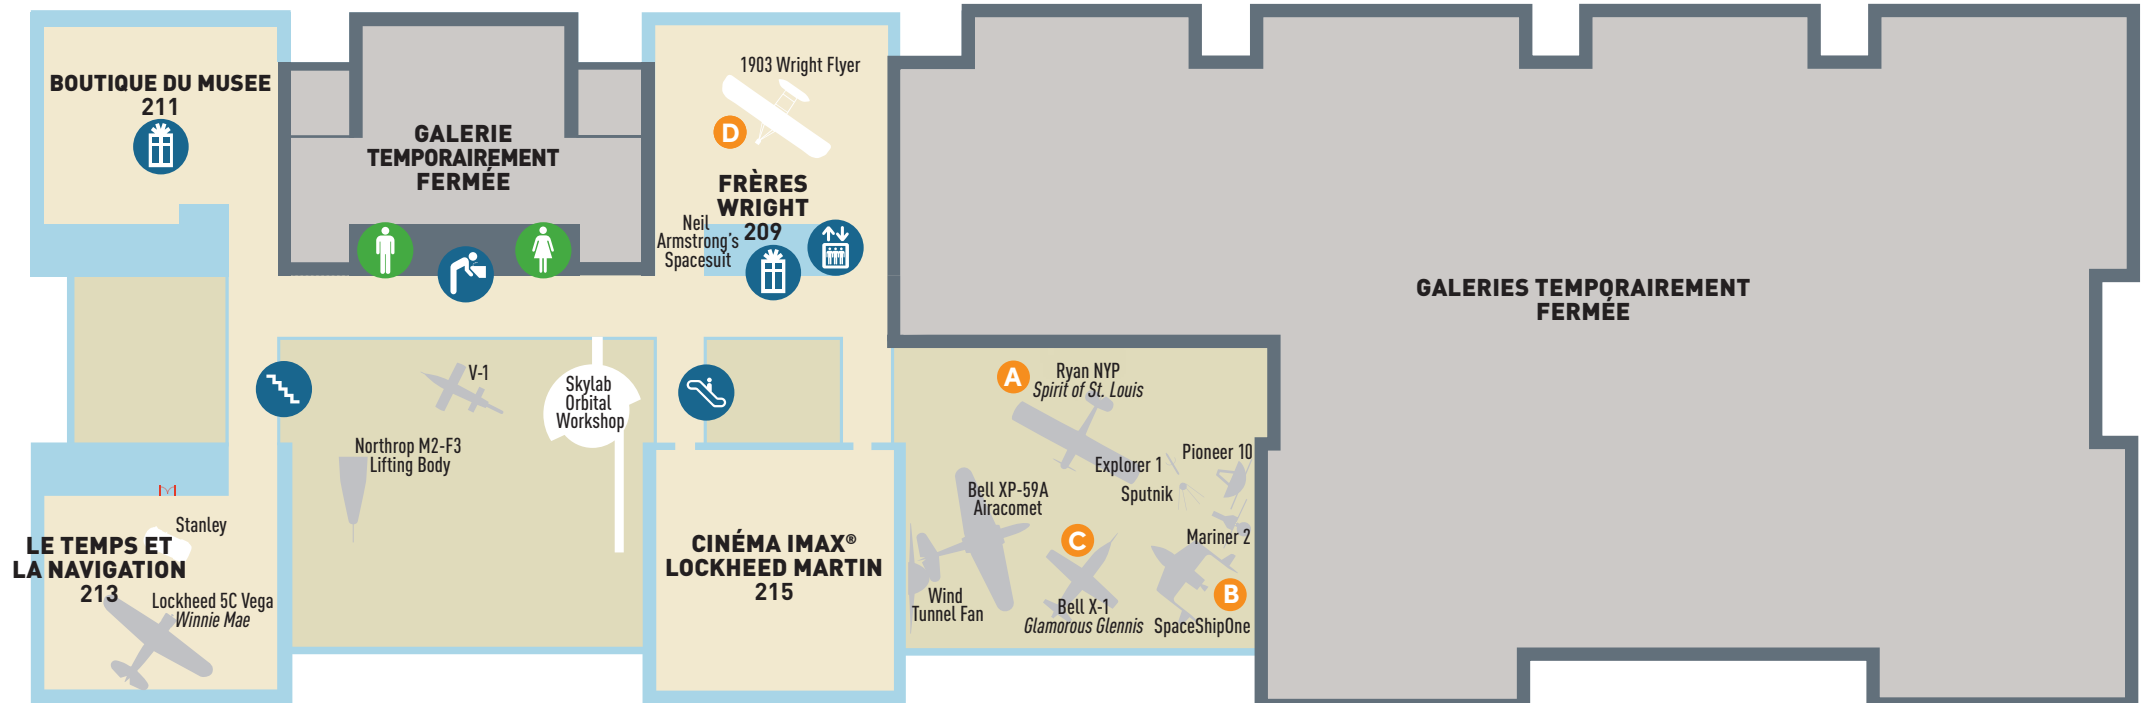 BOUTIQUE DU MUSEE
211
GALERIE
TEMPORAIREMENT
FERMÉE
1903 Wright Flyer
D
FRÈRES
WRIGHT
209
Neil
Armstrong's
Spacesuit
GALERIES TEMPORAIREMENT
FERMÉE
V-1
Skylab
Orbital
Workshop
Northrop M2-F3
Lifting Body
A
Ryan NYP
Spirit of St. Louis
Explorer 1
Pioneer 10
Sputnik
Bell XP-59A
Airacomet
Mariner 2
C
B
Wind
Tunnel Fan
Bell X-1
Glamorous Glennis
SpaceShipOne
Stanley
LE TEMPS ET
LA NAVIGATION
213
Lockheed 5C Vega
Winnie Mae
CINÉMA IMAX®
LOCKHEED MARTIN
215